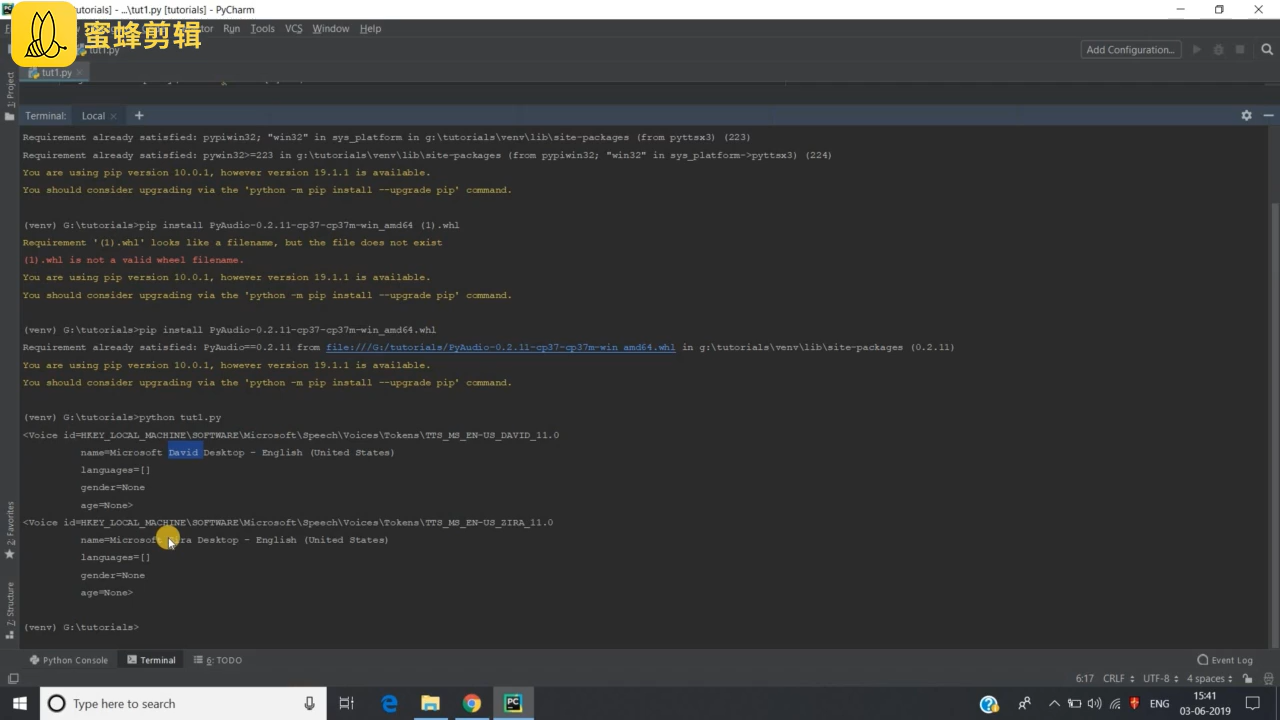 [tutorials] - ...\tut1.py [tutorials] - PyCharm
Run Tools VCS Window Help
蜜蜂剪辑
tut1.py
Add Configuration...
tut1.py
1: Project
Terminal: Local
Requirement already satisfied: pypiwin32; "win32" in sys_platform in g:\tutorials\venv\lib\site-packages (from pyttsx3) (223)
Requirement already satisfied: pywin32>=223 in g:\tutorials\venv\lib\site-packages (from pypiwin32; "win32" in sys_platform->pyttsx3) (224)
You are using pip version 10.0.1, however version 19.1.1 is available.
You should consider upgrading via the 'python -m pip install --upgrade pip' command.
(venv) G:\tutorials>pip install PyAudio-0.2.11-cp37-cp37m-win_amd64 (1).whl
Requirement '(1).whl' looks like a filename, but the file does not exist
(1).whl is not a valid wheel filename.
You are using pip version 10.0.1, however version 19.1.1 is available.
You should consider upgrading via the 'python -m pip install --upgrade pip' command.
(venv) G:\tutorials>pip install PyAudio-0.2.11-cp37-cp37m-win_amd64.whl
Requirement already satisfied: PyAudio==0.2.11 from file:///G:/tutorials/PyAudio-0.2.11-cp37-cp37m-win_amd64.whl in g:\tutorials\venv\lib\site-packages (0.2.11)
You are using pip version 10.0.1, however version 19.1.1 is available.
You should consider upgrading via the 'python -m pip install --upgrade pip' command.
(venv) G:\tutorials>python tut1.py
<Voice id=HKEY_LOCAL_MACHINE\SOFTWARE\Microsoft\Speech\Voices\Tokens\TTS_MS_EN-US_DAVID_11.0
name=Microsoft David Desktop - English (United States)
languages=[]
gender=None
age=None>
<Voice id=HKEY_LOCAL_MACHINE\SOFTWARE\Microsoft\Speech\Voices\Tokens\TTS_MS_EN-US_ZIRA_11.0
name=Microsoft Zira Desktop - English (United States)
languages=[]
gender=None
age=None>
(venv) G:\tutorials>
2: Favorites
7: Structure
Python Console Terminal 6: TODO Event Log
6:17 CRLF UTF-8 4 spaces
Type here to search
ENG
15:41
03-06-2019